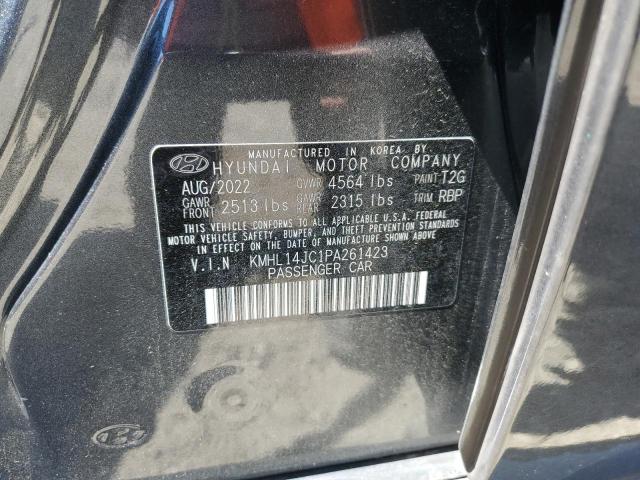 MANUFACTURED IN KOREA BY
HYUNDAI MOTOR COMPANY
AUG/2022 GVWR 4564 lbs PAINT T2G
GAWR FRONT 2513 lbs GAWR REAR 2315 lbs TRIM RBP
THIS VEHICLE CONFORMS TO ALL APPLICABLE U.S.A. FEDERAL
MOTOR VEHICLE SAFETY, BUMPER, AND THEFT PREVENTION STANDARDS
IN EFFECT ON THE DATE OF MANUFACTURE SHOWN ABOVE.
V.I.N KMHL14JC1PA261423
PASSENGER CAR